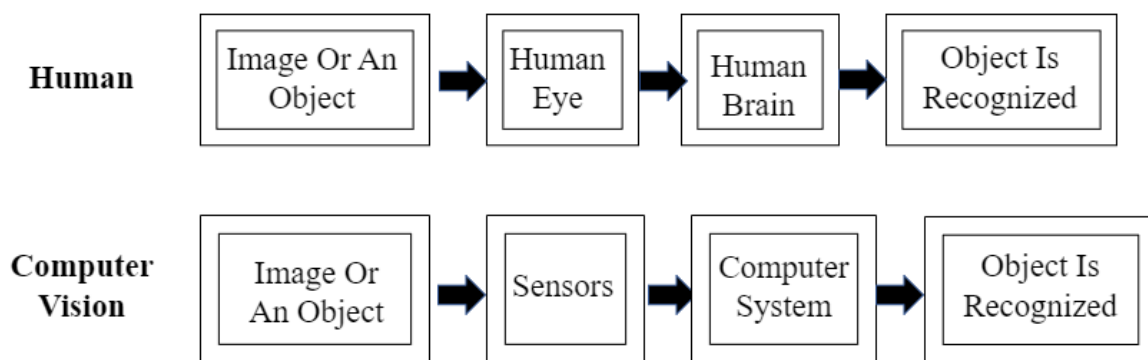 Human
Image Or An
Object
Human
Eye
Human
Brain
Object Is
Recognized
Computer
Vision
Image Or
An Object
Sensors
Computer
System
Object Is
Recognized